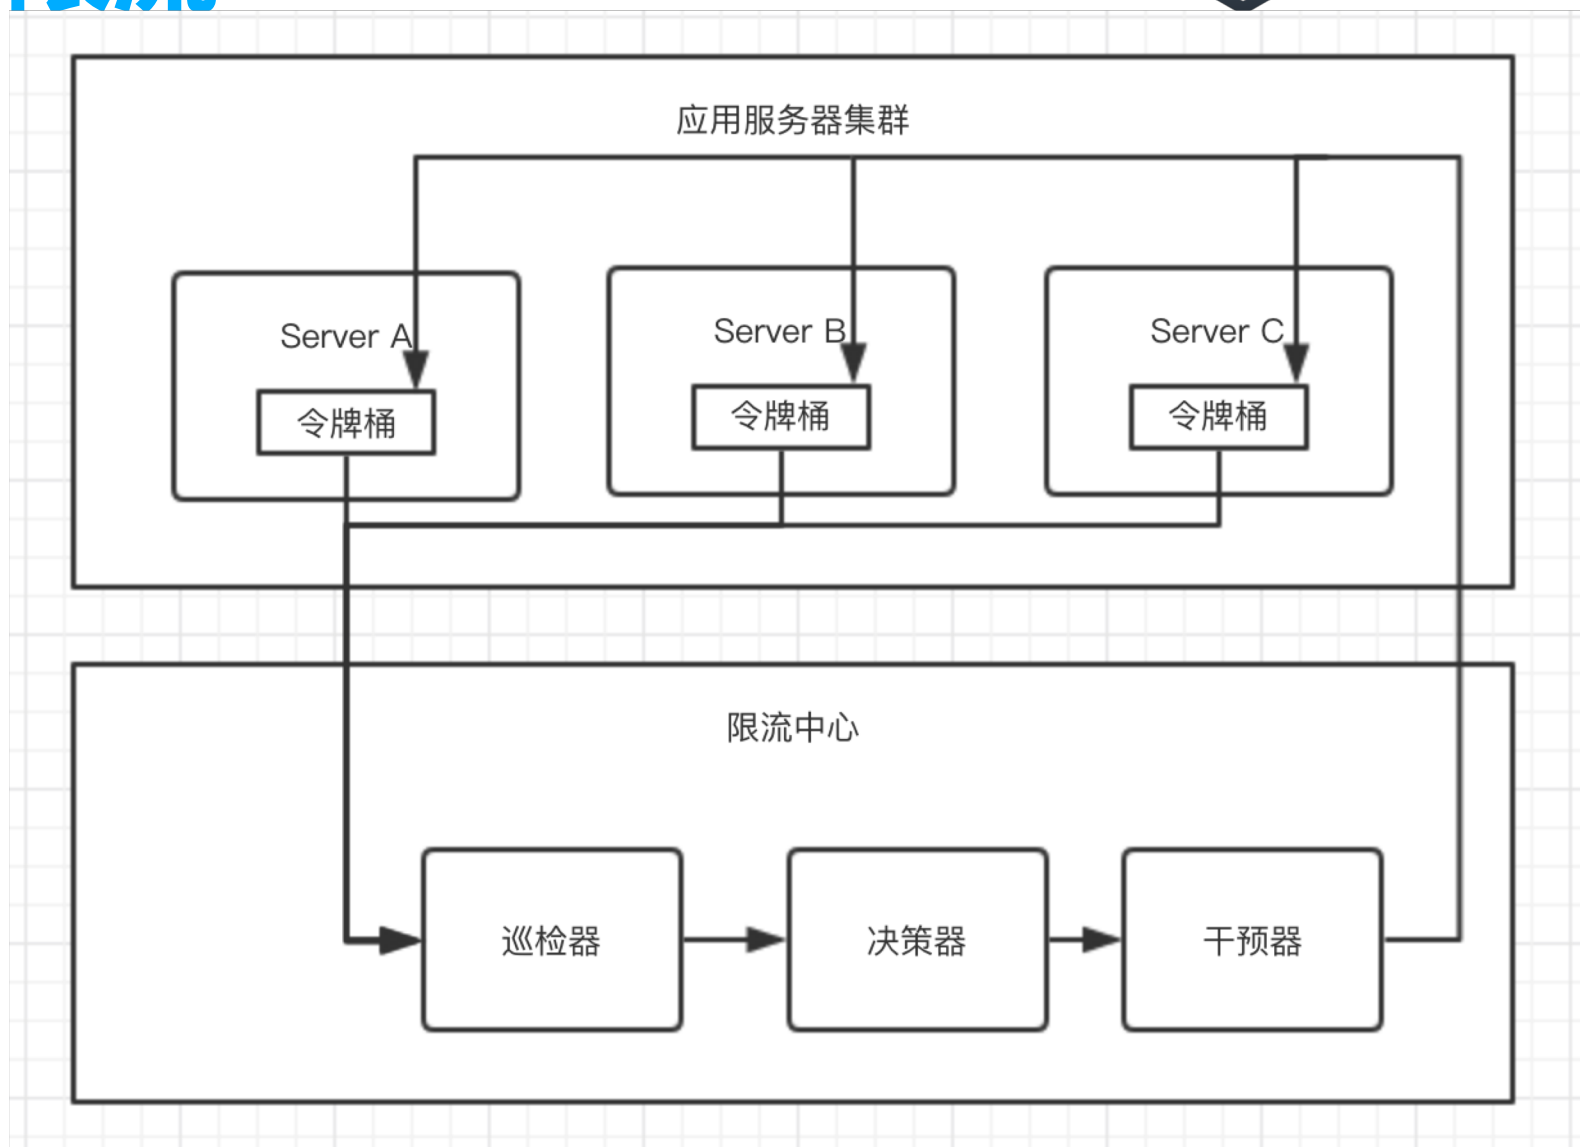 应用服务器集群
Server A
Server B
Server C
令牌桶
令牌桶
令牌桶
限流中心
巡检器
决策器
干预器